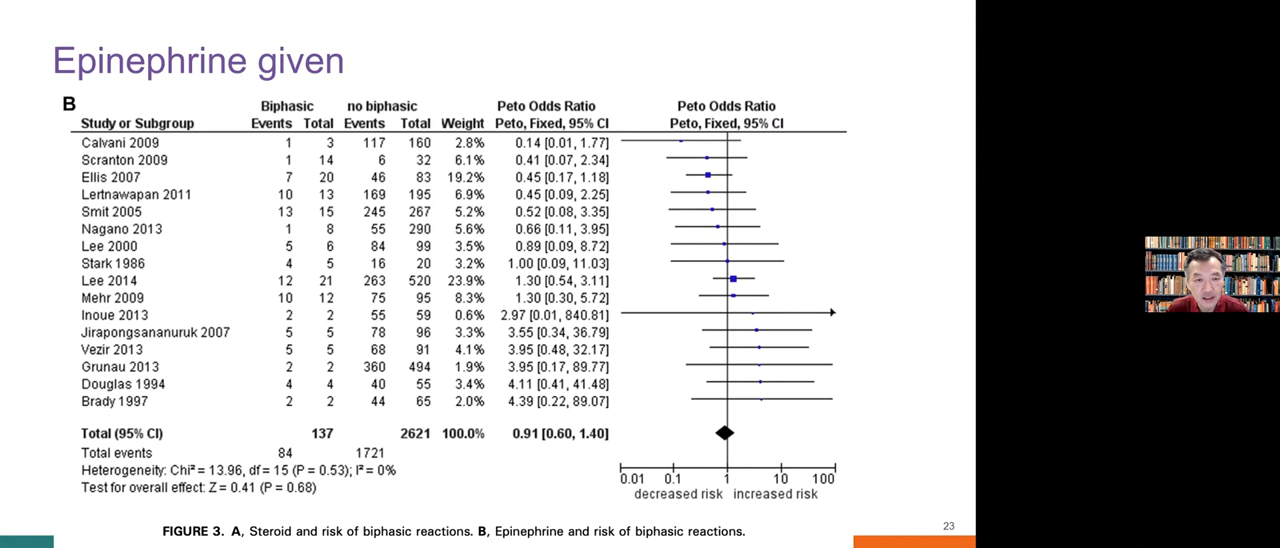 Epinephrine given
B
Biphasic no biphasic Peto Odds Ratio Peto Odds Ratio
Study or Subgroup Events Total Events Total Weight Peto, Fixed, 95% CI Peto, Fixed, 95% CI
Calvani 2009 1 3 117 160 2.8% 0.14 [0.01, 1.77]
Scranton 2009 1 14 6 32 6.1% 0.41 [0.07, 2.34]
Ellis 2007 7 20 46 83 19.2% 0.45 [0.17, 1.18]
Lertnawapan 2011 10 13 169 195 6.9% 0.45 [0.09, 2.25]
Smit 2005 13 15 245 267 5.2% 0.52 [0.08, 3.35]
Nagano 2013 1 8 55 290 5.6% 0.66 [0.11, 3.95]
Lee 2000 5 6 84 99 3.5% 0.89 [0.09, 8.72]
Stark 1986 4 5 16 20 3.2% 1.00 [0.09, 11.03]
Lee 2014 12 21 263 520 23.9% 1.30 [0.54, 3.11]
Mehr 2009 10 12 75 95 8.3% 1.30 [0.30, 5.72]
Inoue 2013 2 2 55 59 0.6% 2.97 [0.01, 840.81]
Jirapongsananuruk 2007 5 5 78 96 3.3% 3.55 [0.34, 36.79]
Vezir 2013 5 5 68 91 4.1% 3.95 [0.48, 32.17]
Grunau 2013 2 2 360 494 1.9% 3.95 [0.17, 89.77]
Douglas 1994 4 4 40 55 3.4% 4.11 [0.41, 41.48]
Brady 1997 2 2 44 65 2.0% 4.39 [0.22, 89.07]
Total (95% CI) 137 2621 100.0% 0.91 [0.60, 1.40]
Total events 84 1721
Heterogeneity: Chi² = 13.96, df = 15 (P = 0.53); I² = 0%
Test for overall effect: Z = 0.41 (P = 0.68)
0.01 0.1 1 10 100
decreased risk increased risk
FIGURE 3. A, Steroid and risk of biphasic reactions. B, Epinephrine and risk of biphasic reactions.
23